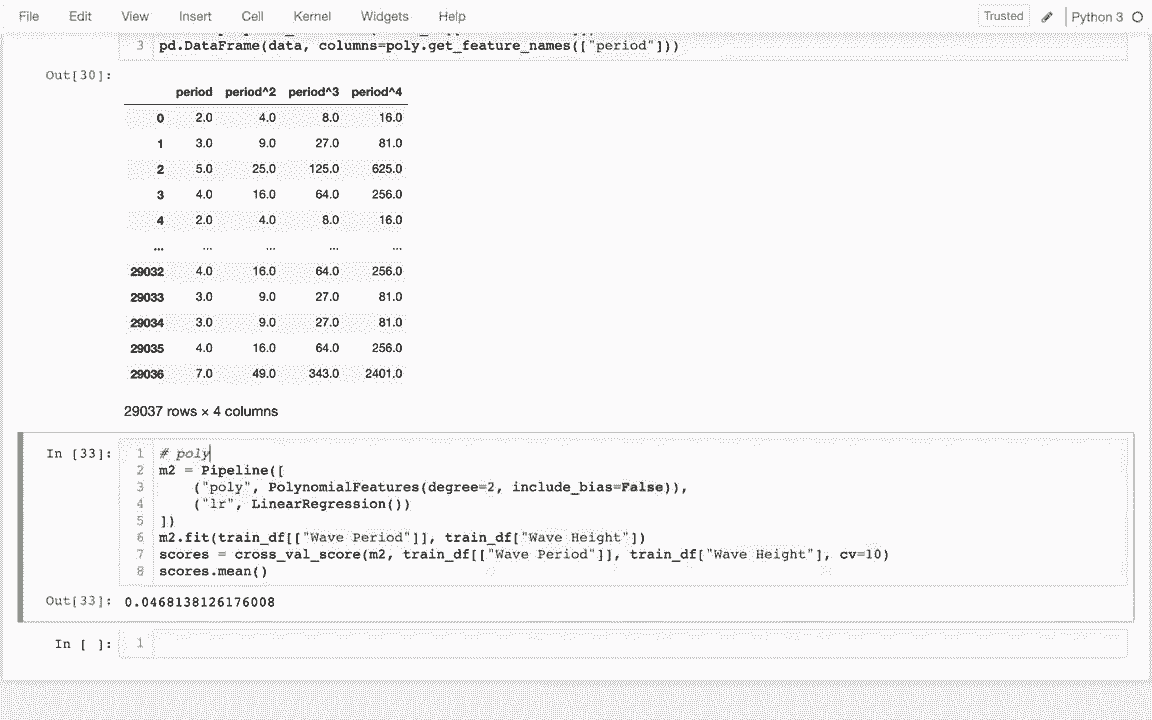 File Edit View Insert Cell Kernel Widgets Help Trusted Python 3
3 pd.DataFrame(data, columns=poly.get_feature_names(["period"]))
Out[30]:
period period^2 period^3 period^4
0 2.0 4.0 8.0 16.0
1 3.0 9.0 27.0 81.0
2 5.0 25.0 125.0 625.0
3 4.0 16.0 64.0 256.0
4 2.0 4.0 8.0 16.0
... ... ... ... ...
29032 4.0 16.0 64.0 256.0
29033 3.0 9.0 27.0 81.0
29034 3.0 9.0 27.0 81.0
29035 4.0 16.0 64.0 256.0
29036 7.0 49.0 343.0 2401.0
29037 rows × 4 columns
In [33]: 1 # poly
2 m2 = Pipeline([
3 ("poly", PolynomialFeatures(degree=2, include_bias=False)),
4 ("lr", LinearRegression())
5 ])
6 m2.fit(train_df[["Wave Period"]], train_df["Wave Height"])
7 scores = cross_val_score(m2, train_df[["Wave Period"]], train_df["Wave Height"], cv=10)
8 scores.mean()
Out[33]: 0.0468138126176008
In [ ]: 1